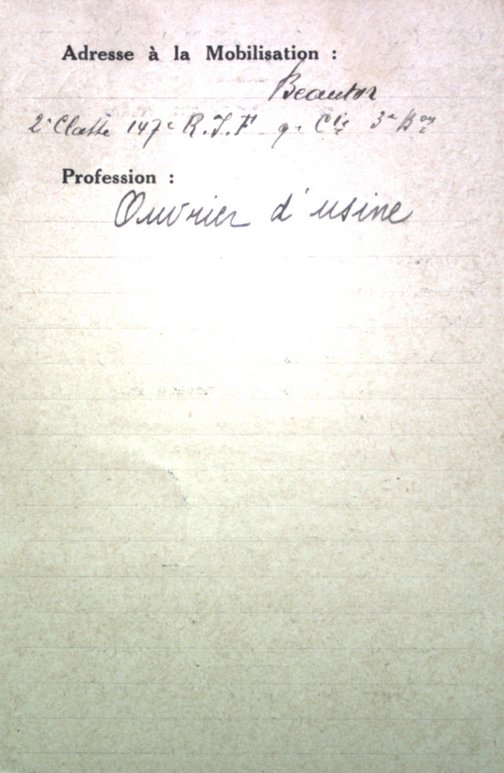 Adresse à la Mobilisation :
Beautor
2e Classe 147e R.I.F 9e Cie 3e Bon
Profession :
Ouvrier d'usine